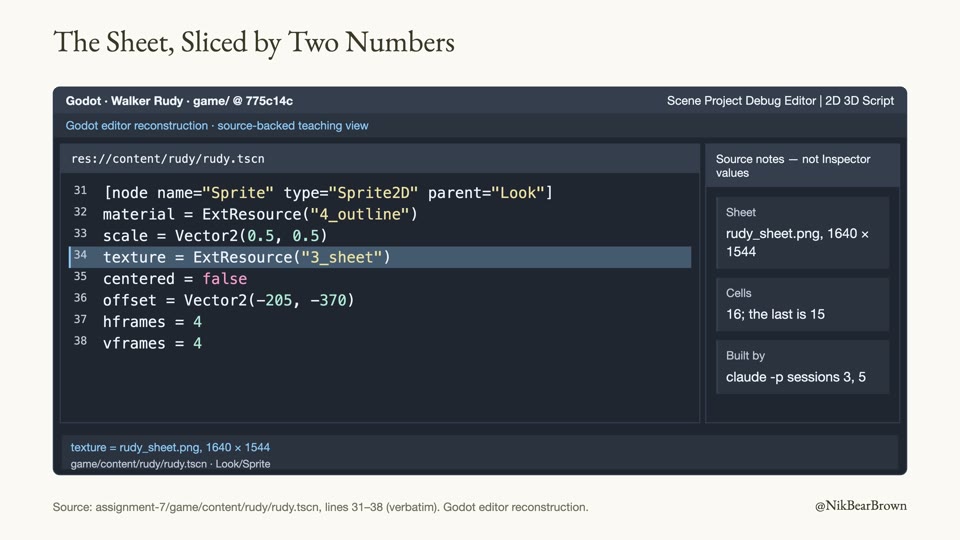 The Sheet, Sliced by Two Numbers
Godot · Walker Rudy · game/ @ 775c14c
Scene Project Debug Editor | 2D 3D Script
Godot editor reconstruction · source-backed teaching view
res://content/rudy/rudy.tscn
31 [node name="Sprite" type="Sprite2D" parent="Look"]
32 material = ExtResource("4_outline")
33 scale = Vector2(0.5, 0.5)
34 texture = ExtResource("3_sheet")
35 centered = false
36 offset = Vector2(−205, −370)
37 hframes = 4
38 vframes = 4
Source notes — not Inspector
values
Sheet
rudy_sheet.png, 1640 ×
1544
Cells
16; the last is 15
Built by
claude -p sessions 3, 5
texture = rudy_sheet.png, 1640 × 1544
game/content/rudy/rudy.tscn · Look/Sprite
Source: assignment-7/game/content/rudy/rudy.tscn, lines 31–38 (verbatim). Godot editor reconstruction.
@NikBearBrown